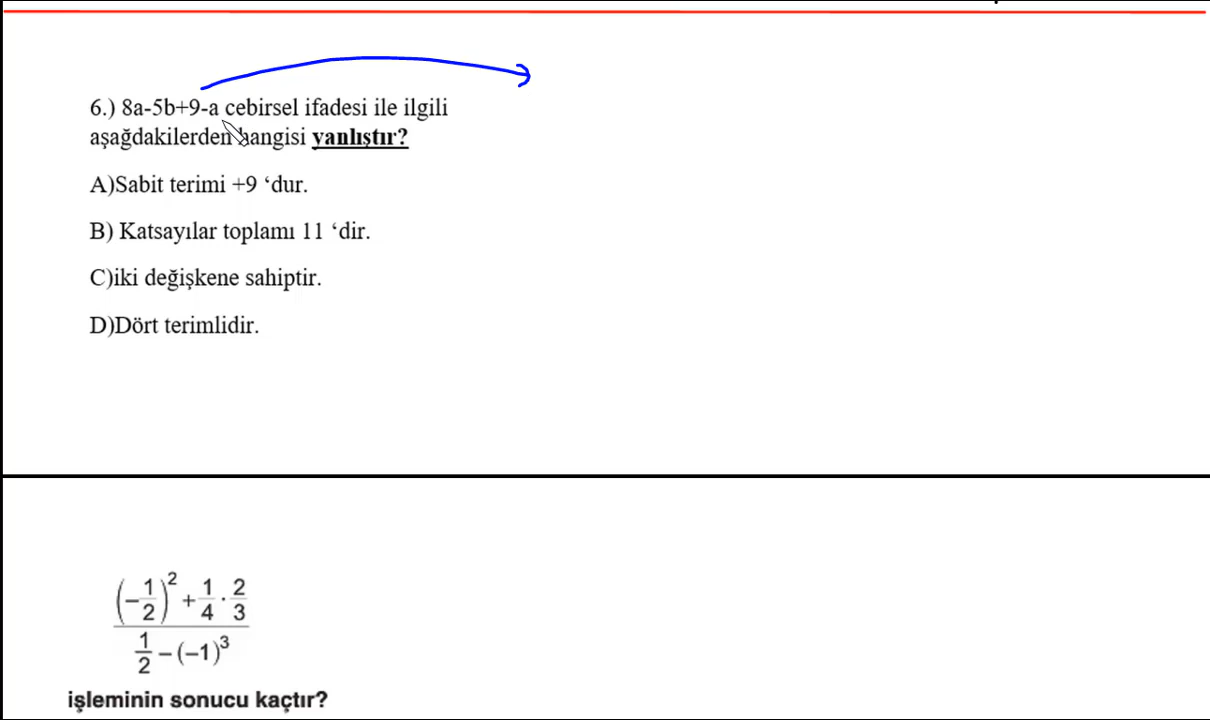 6.) 8a-5b+9-a cebirsel ifadesi ile ilgili
aşağdakilerden hangisi yanlıştır?
A)Sabit terimi +9 ‘dur.
B) Katsayılar toplamı 11 ‘dir.
C)iki değişkene sahiptir.
D)Dört terimlidir.
(-1/2)² + 1/4 · 2/3
1/2 - (-1)³
işleminin sonucu kaçtır?